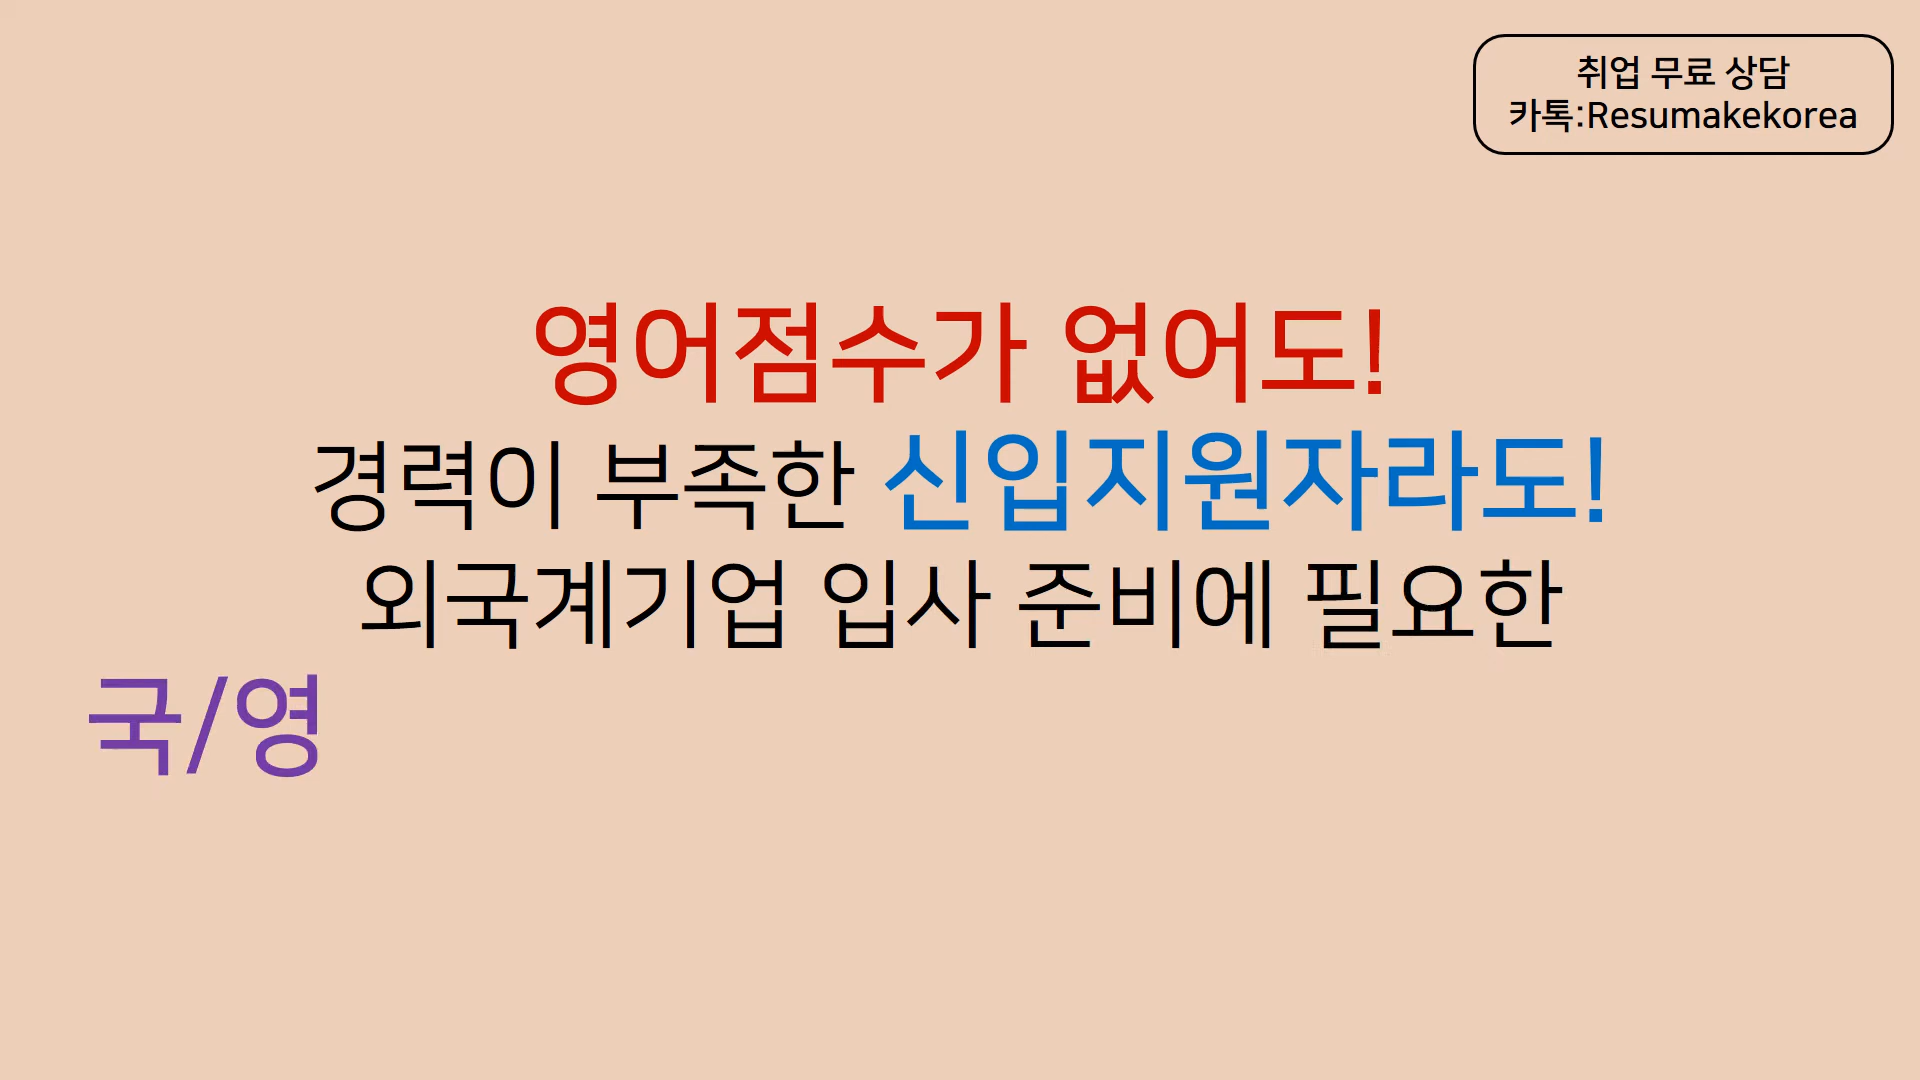 취업 무료 상담
카톡:Resumakekorea
영어점수가 없어도!
경력이 부족한 신입지원자라도!
외국계기업 입사 준비에 필요한
국/영